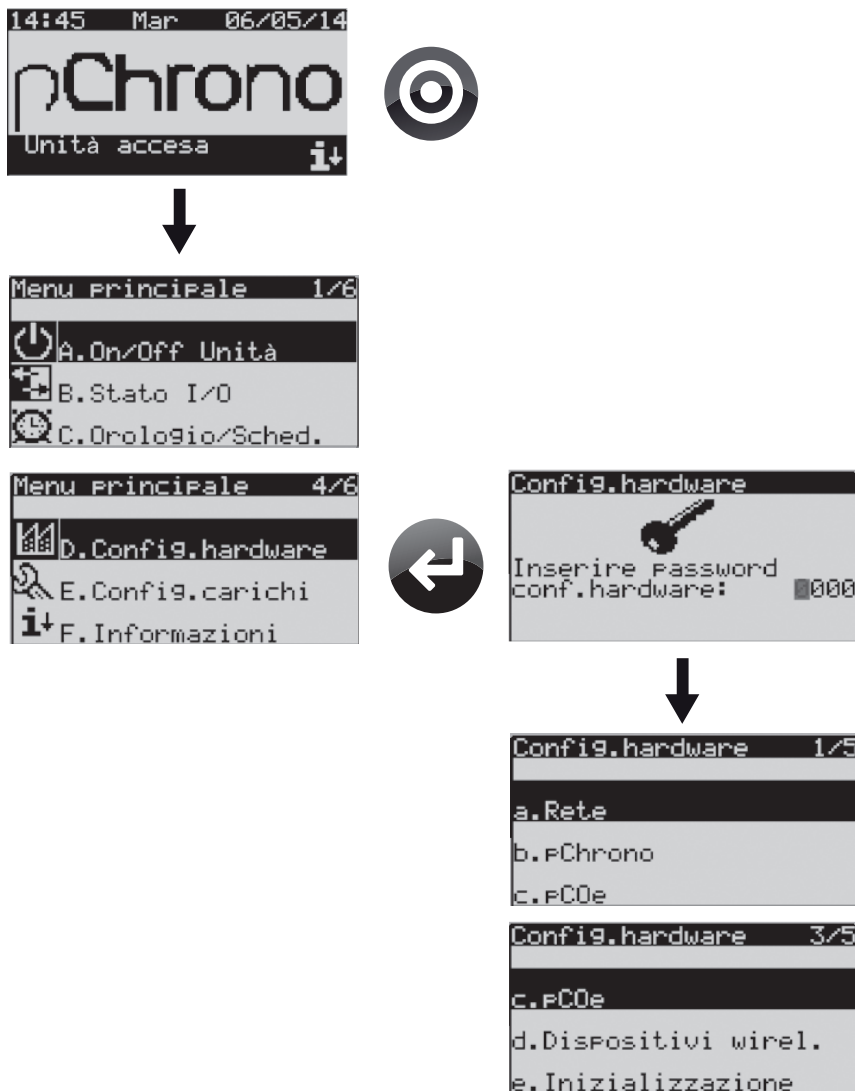 14:45 Mar 06/05/14
pChrono
Unità accesa
Menu principale 1/6
A.On/Off Unità
B.Stato I/O
C.Orologio/Sched.
Menu principale 4/6
D.Config.hardware
E.Config.carichi
F.Informazioni
Config.hardware
Inserire password
conf.hardware: 0000
Config.hardware 1/5
a.Rete
b.pChrono
c.pCOe
Config.hardware 3/5
c.pCOe
d.Dispositivi wirel.
e.Inizializzazione